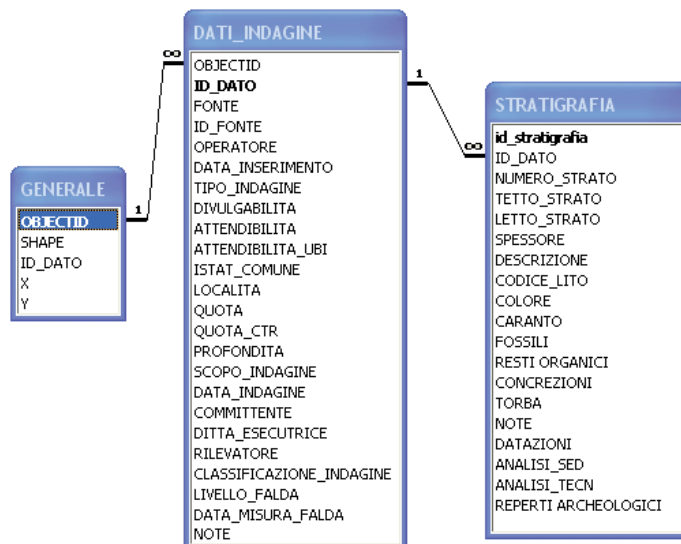 GENERALE
OBJECTID
SHAPE
ID_DATO
X
Y
1
∞
DATI_INDAGINE
OBJECTID
ID_DATO
FONTE
ID_FONTE
OPERATORE
DATA_INSERIMENTO
TIPO_INDAGINE
DIVULGABILITA
ATTENDIBILITA
ATTENDIBILITA_UBI
ISTAT_COMUNE
LOCALITA
QUOTA
QUOTA_CTR
PROFONDITA
SCOPO_INDAGINE
DATA_INDAGINE
COMMITTENTE
DITTA_ESECUTRICE
RILEVATORE
CLASSIFICAZIONE_INDAGINE
LIVELLO_FALDA
DATA_MISURA_FALDA
NOTE
1
∞
STRATIGRAFIA
id_stratigrafia
ID_DATO
NUMERO_STRATO
TETTO_STRATO
LETTO_STRATO
SPESSORE
DESCRIZIONE
CODICE_LITO
COLORE
CARANTO
FOSSILI
RESTI ORGANICI
CONCREZIONI
TORBA
NOTE
DATAZIONI
ANALISI_SED
ANALISI_TECN
REPERTI ARCHEOLOGICI